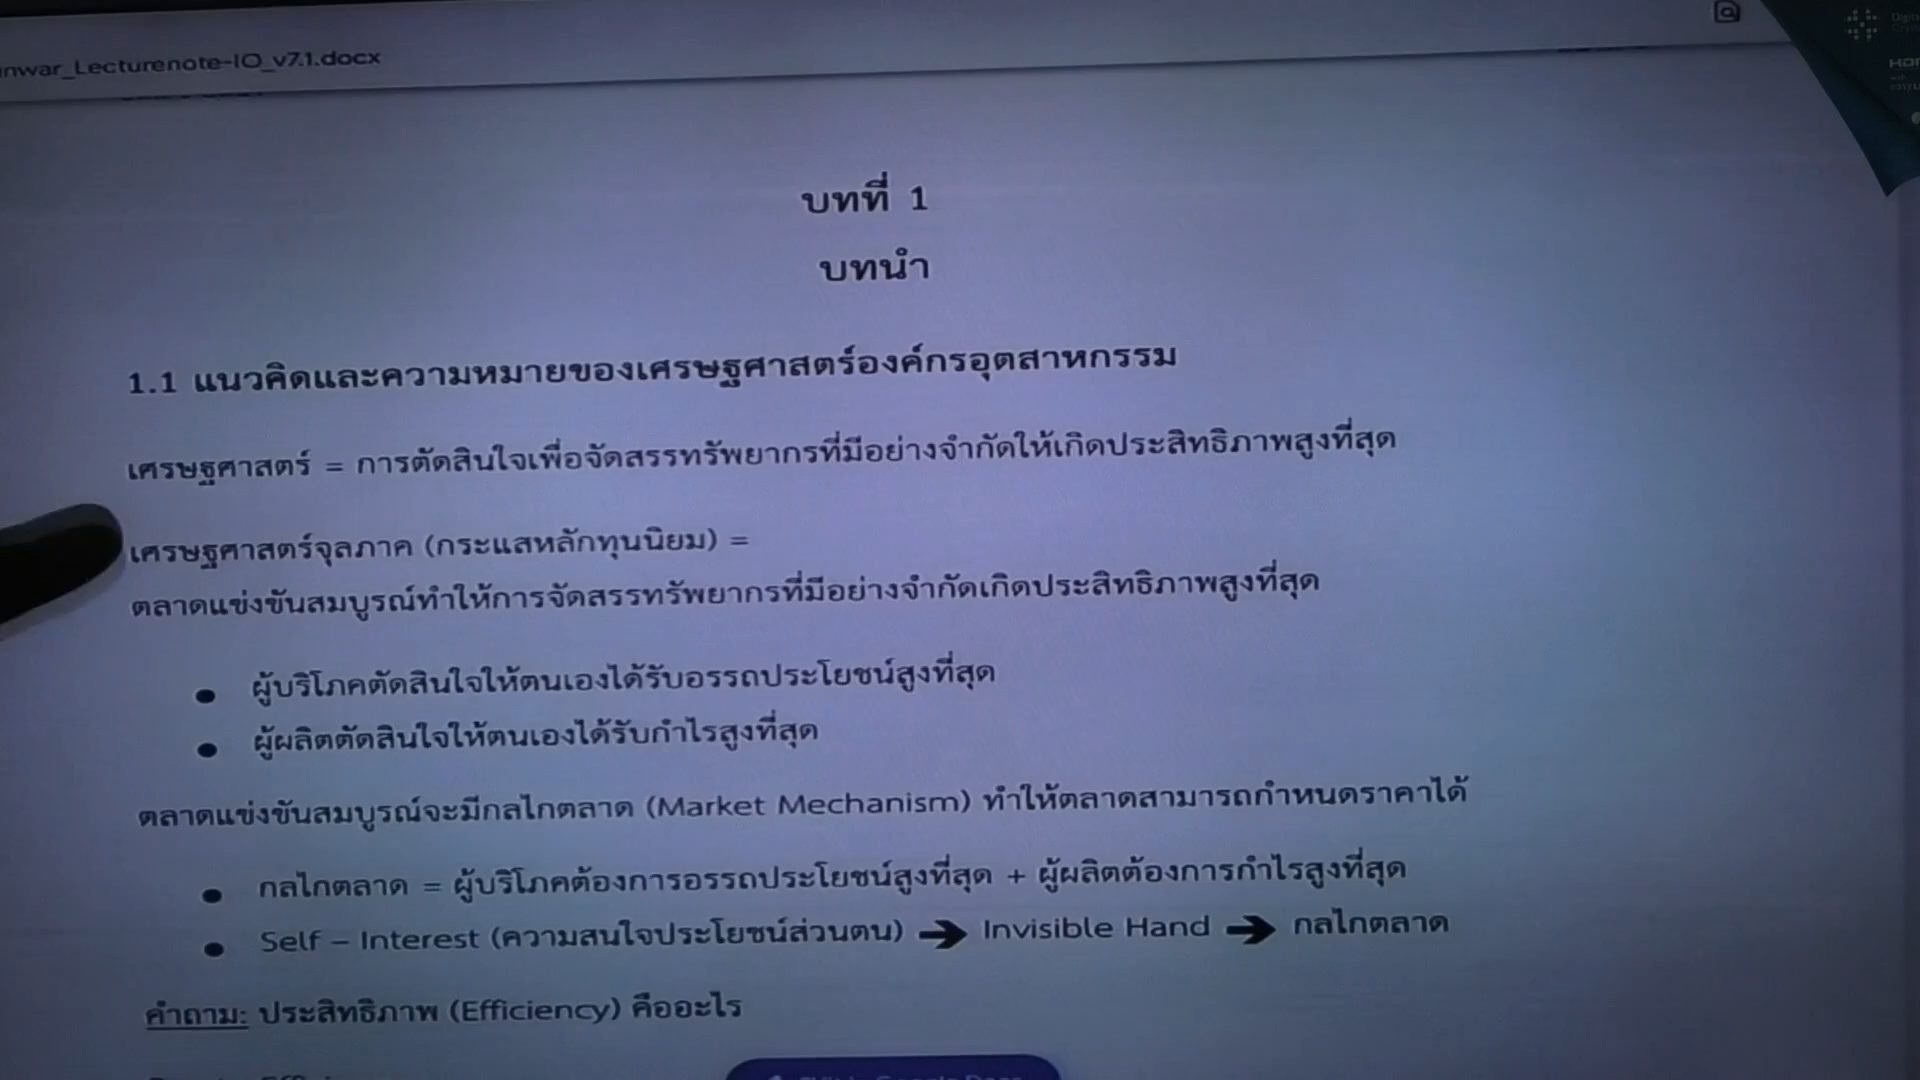 _Lecturenote-IO_v7.1.docx
บทที่ 1
บทนำ
1.1 แนวคิดและความหมายของเศรษฐศาสตร์องค์กรอุตสาหกรรม
เศรษฐศาสตร์ = การตัดสินใจเพื่อจัดสรรทรัพยากรที่มีอย่างจำกัดให้เกิดประสิทธิภาพสูงที่สุด
เศรษฐศาสตร์จุลภาค (กระแสหลักทุนนิยม) =
ตลาดแข่งขันสมบูรณ์ทำให้การจัดสรรทรัพยากรที่มีอย่างจำกัดเกิดประสิทธิภาพสูงที่สุด
● ผู้บริโภคตัดสินใจให้ตนเองได้รับอรรถประโยชน์สูงที่สุด
● ผู้ผลิตตัดสินใจให้ตนเองได้รับกำไรสูงที่สุด
ตลาดแข่งขันสมบูรณ์จะมีกลไกตลาด (Market Mechanism) ทำให้ตลาดสามารถกำหนดราคาได้
● กลไกตลาด = ผู้บริโภคต้องการอรรถประโยชน์สูงที่สุด + ผู้ผลิตต้องการกำไรสูงที่สุด
● Self – Interest (ความสนใจประโยชน์ส่วนตน) ➔ Invisible Hand ➔ กลไกตลาด
คำถาม: ประสิทธิภาพ (Efficiency) คืออะไร